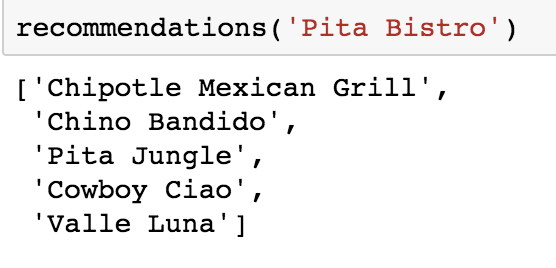 recommendations('Pita Bistro')
['Chipotle Mexican Grill',
'Chino Bandido',
'Pita Jungle',
'Cowboy Ciao',
'Valle Luna']